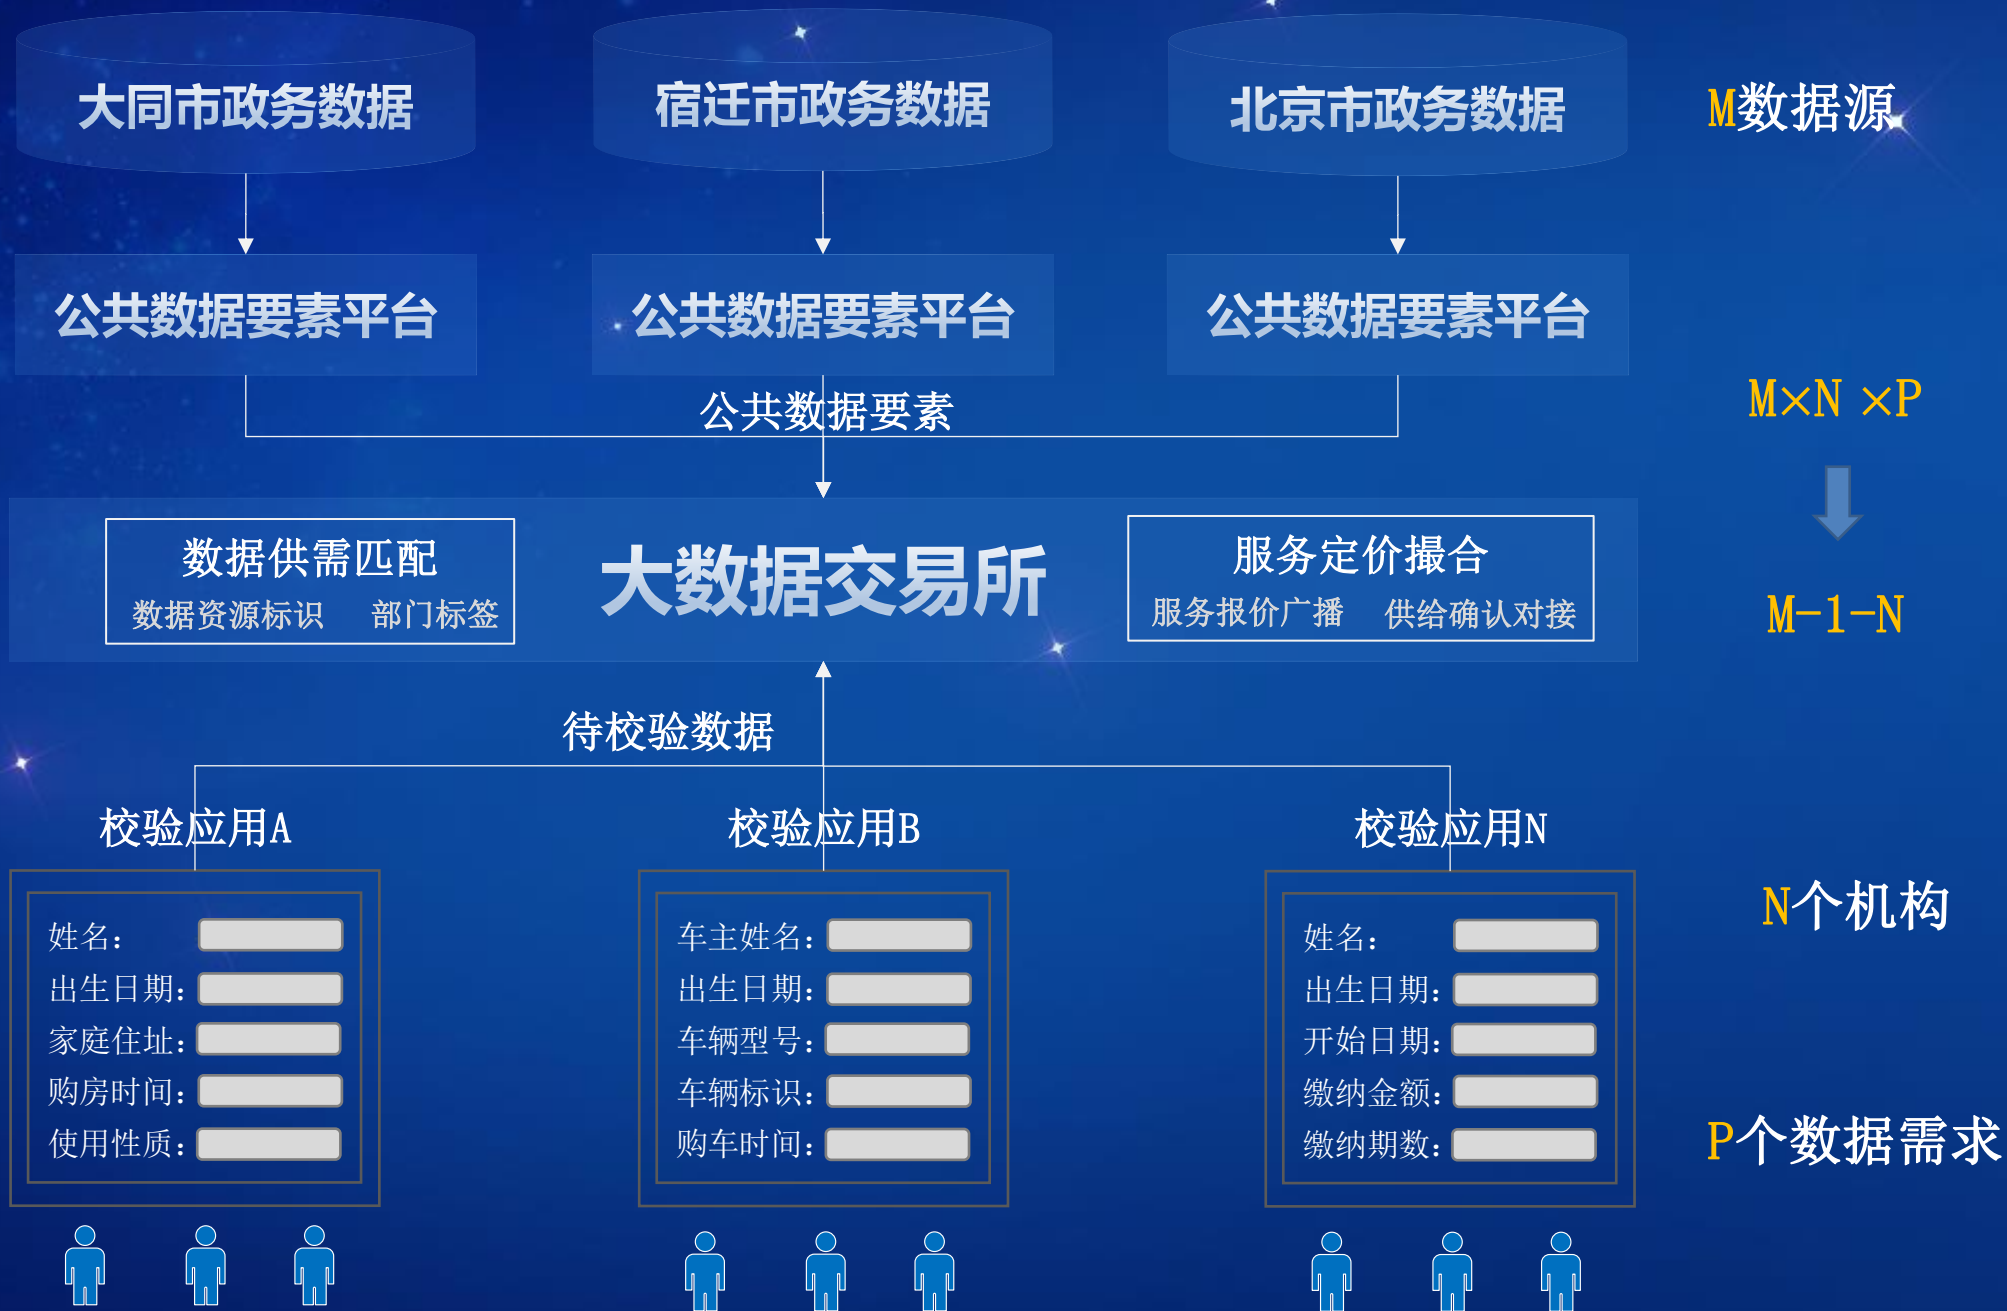 大同市政务数据
宿迁市政务数据
北京市政务数据
M数据源
公共数据要素平台
公共数据要素平台
公共数据要素平台
公共数据要素
M×N ×P
数据供需匹配
数据资源标识 部门标签
大数据交易所
服务定价撮合
服务报价广播 供给确认对接
M-1-N
待校验数据
校验应用A
校验应用B
校验应用N
姓名：
出生日期：
家庭住址：
购房时间：
使用性质：
车主姓名：
出生日期：
车辆型号：
车辆标识：
购车时间：
姓名：
出生日期：
开始日期：
缴纳金额：
缴纳期数：
N个机构
P个数据需求